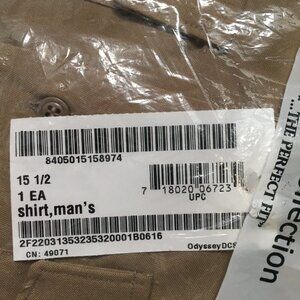 8405015158974
15 1/2
1 EA
shirt,man's
7 18020 06723
UPC
2F22031353235320001B0616
CN: 49071
OdysseyDCS
...THE PERFECT FIT
ollection